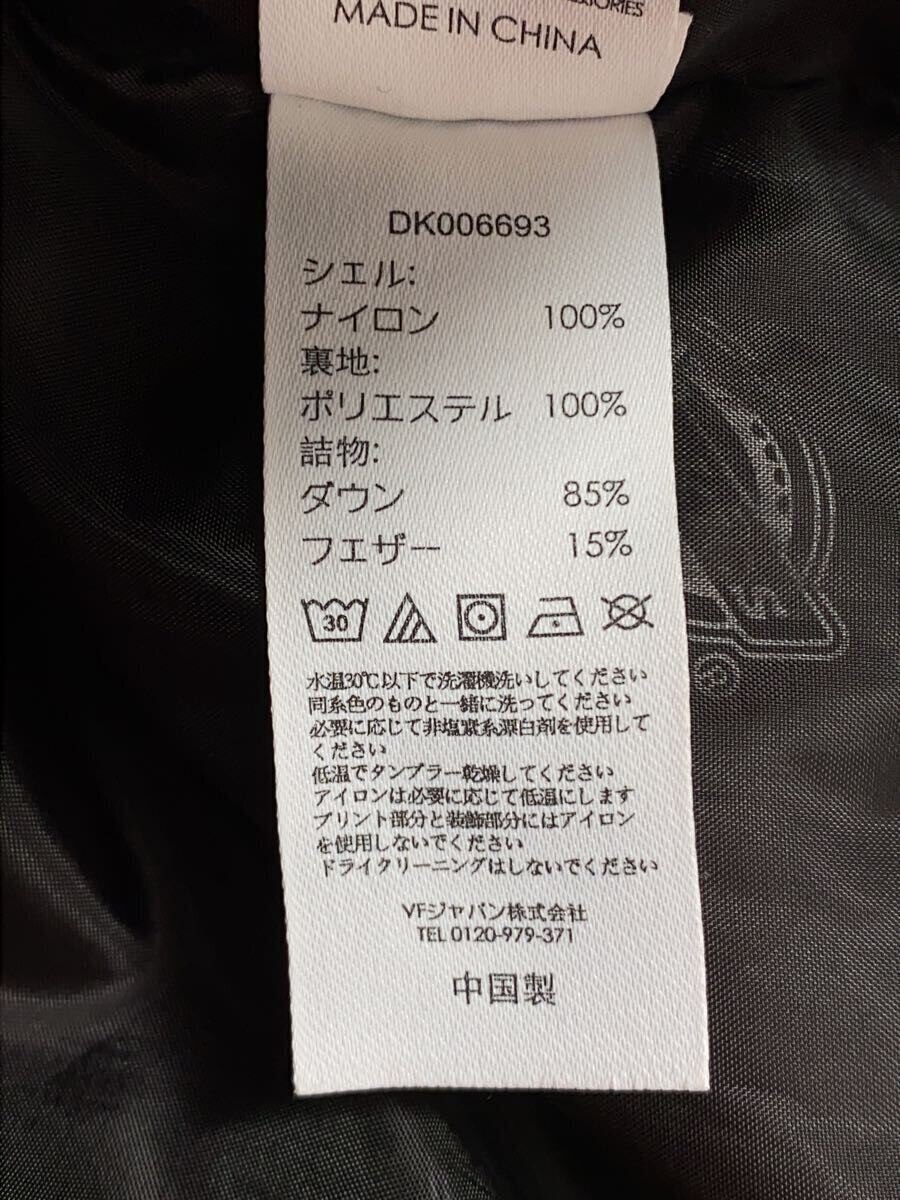 MADE IN CHINA
DK006693
シェル:
ナイロン 100%
裏地:
ポリエステル 100%
詰物:
ダウン 85%
フェザー 15%
30
水温30℃以下で洗濯機洗いしてください
同系色のものと一緒に洗ってください
必要に応じて非塩素系漂白剤を使用して
ください
低温でタンブラー乾燥してください
アイロンは必要に応じて低温にします
プリント部分と装飾部分にはアイロン
を使用しないでください
ドライクリーニングはしないでください
VFジャパン株式会社
TEL 0120-979-371
中国製